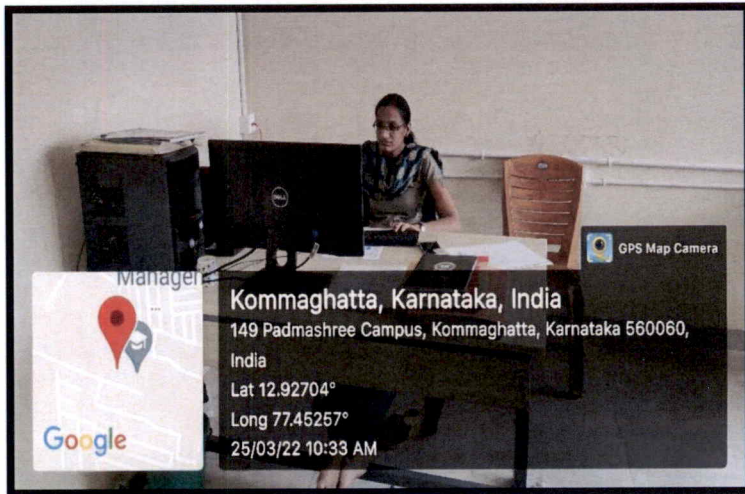 DELL
GPS Map Camera
Manager
Kommaghatta, Karnataka, India
149 Padmashree Campus, Kommaghatta, Karnataka 560060,
India
Lat 12.92704°
Long 77.45257°
25/03/22 10:33 AM
Google